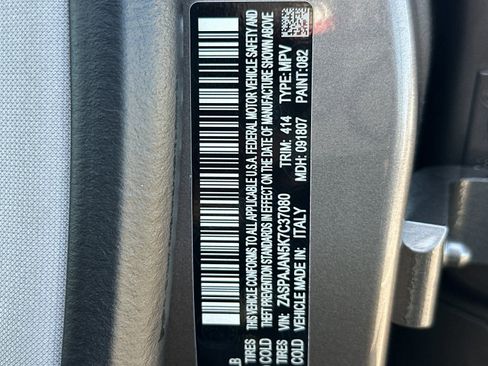 LB
TIRES
COLD
THIS VEHICLE CONFORMS TO ALL APPLICABLE U.S.A. FEDERAL MOTOR VEHICLE SAFETY AND
THEFT PREVENTION STANDARDS IN EFFECT ON THE DATE OF MANUFACTURE SHOWN ABOVE
VIN: ZASPAJAN5K7C37080 TRIM: 414 TYPE: MPV
VEHICLE MADE IN: ITALY MDH: 091807 PAINT: 082
TIRES
COLD